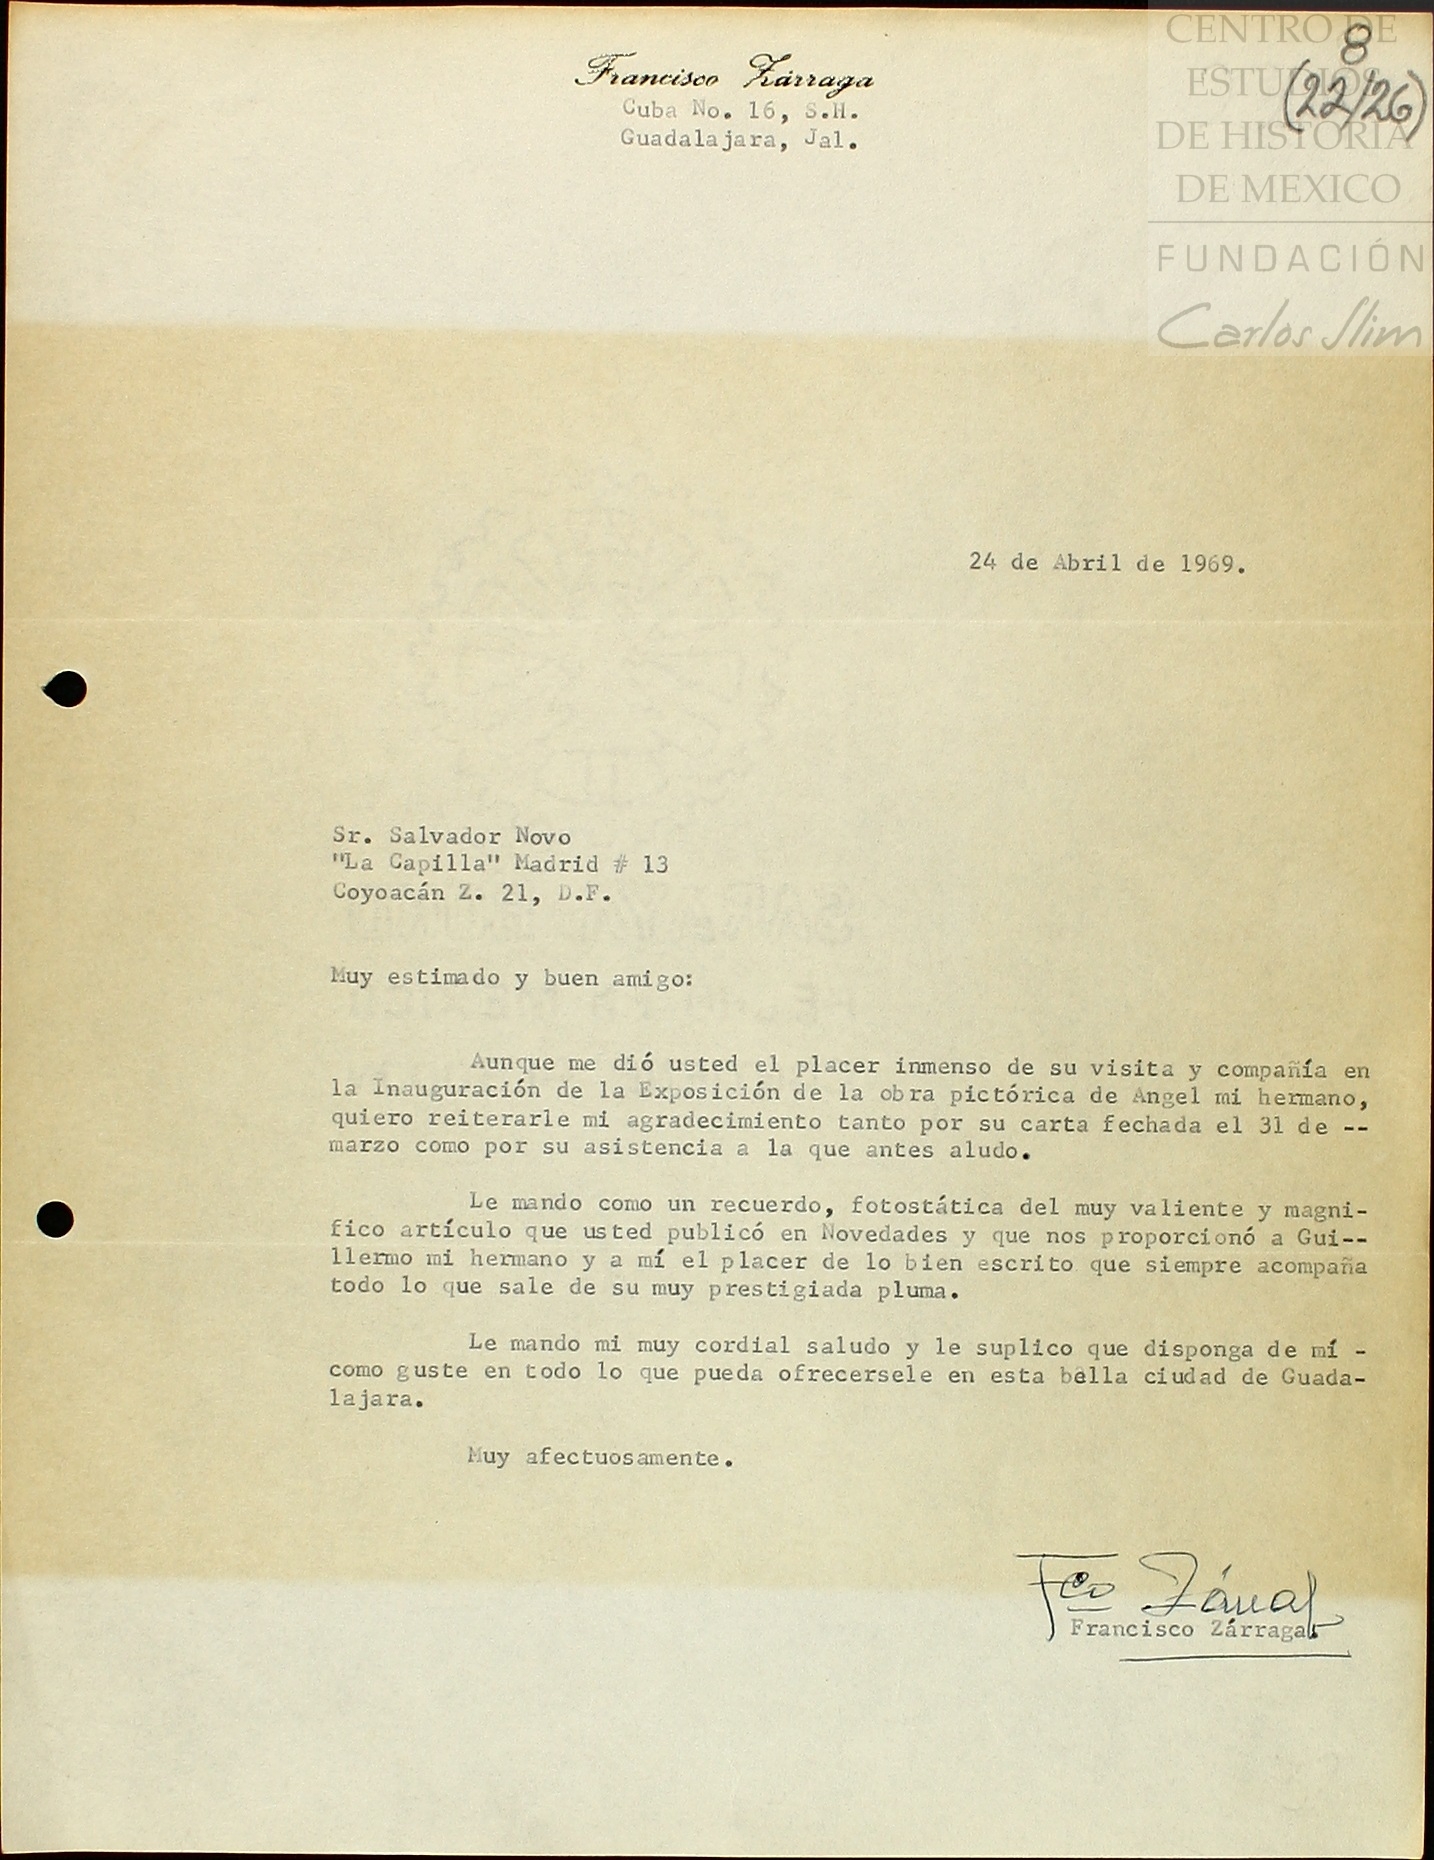 CENTRO DE
ESTUDIOS
DE HISTORIA
DE MEXICO
FUNDACIÓN
Carlos Slim
8
(22/26)
Francisco Zárraga
Cuba No. 16, S.H.
Guadalajara, Jal.
24 de Abril de 1969.
Sr. Salvador Novo
"La Capilla" Madrid # 13
Coyoacán Z. 21, D.F.
Muy estimado y buen amigo:
Aunque me dió usted el placer inmenso de su visita y compañía en
la Inauguración de la Exposición de la obra pictórica de Angel mi hermano,
quiero reiterarle mi agradecimiento tanto por su carta fechada el 31 de --
marzo como por su asistencia a la que antes aludo.
Le mando como un recuerdo, fotostática del muy valiente y magni-
fico artículo que usted publicó en Novedades y que nos proporcionó a Gui--
llermo mi hermano y a mí el placer de lo bien escrito que siempre acompaña
todo lo que sale de su muy prestigiada pluma.
Le mando mi muy cordial saludo y le suplico que disponga de mí -
como guste en todo lo que pueda ofrecersele en esta bella ciudad de Guada-
lajara.
Muy afectuosamente.
Fco Zárraga
Francisco Zárraga.